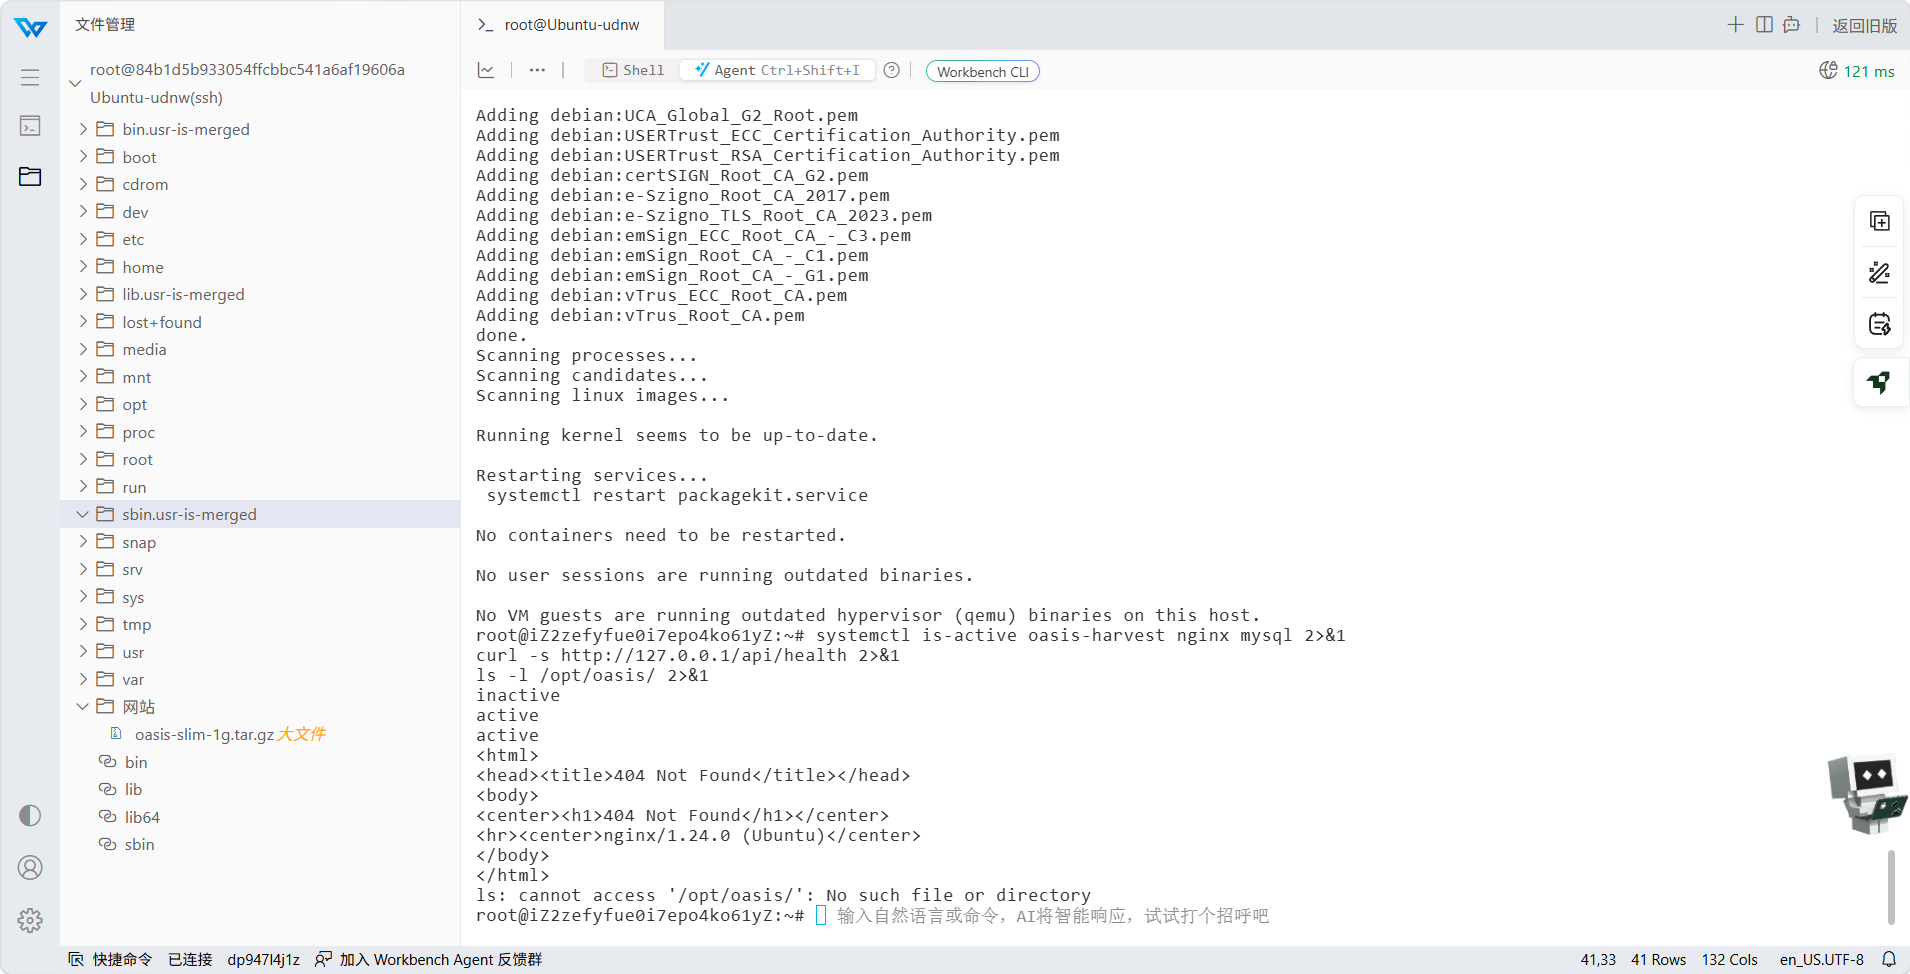 文件管理
root@84b1d5b933054ffcbbc541a6af19606a
Ubuntu-udnw(ssh)
bin.usr-is-merged
boot
cdrom
dev
etc
home
lib.usr-is-merged
lost+found
media
mnt
opt
proc
root
run
sbin.usr-is-merged
snap
srv
sys
tmp
usr
var
网站
oasis-slim-1g.tar.gz 大文件
bin
lib
lib64
sbin
root@Ubuntu-udnw
返回旧版
Shell
Agent Ctrl+Shift+I
Workbench CLI
121 ms
Adding debian:UCA_Global_G2_Root.pem
Adding debian:USERTrust_ECC_Certification_Authority.pem
Adding debian:USERTrust_RSA_Certification_Authority.pem
Adding debian:certSIGN_Root_CA_G2.pem
Adding debian:e-Szigno_Root_CA_2017.pem
Adding debian:e-Szigno_TLS_Root_CA_2023.pem
Adding debian:emSign_ECC_Root_CA_-_C3.pem
Adding debian:emSign_Root_CA_-_C1.pem
Adding debian:emSign_Root_CA_-_G1.pem
Adding debian:vTrus_ECC_Root_CA.pem
Adding debian:vTrus_Root_CA.pem
done.
Scanning processes...
Scanning candidates...
Scanning linux images...
Running kernel seems to be up-to-date.
Restarting services...
systemctl restart packagekit.service
No containers need to be restarted.
No user sessions are running outdated binaries.
No VM guests are running outdated hypervisor (qemu) binaries on this host.
root@iZ2zefyfue0i7epo4ko61yZ:~# systemctl is-active oasis-harvest nginx mysql 2>&1
curl -s http://127.0.0.1/api/health 2>&1
ls -l /opt/oasis/ 2>&1
inactive
active
active
<html>
<head><title>404 Not Found</title></head>
<body>
<center><h1>404 Not Found</h1></center>
<hr><center>nginx/1.24.0 (Ubuntu)</center>
</body>
</html>
ls: cannot access '/opt/oasis/': No such file or directory
root@iZ2zefyfue0i7epo4ko61yZ:~# 输入自然语言或命令，AI将智能响应，试试打个招呼吧
快捷命令 已连接 dp947l4j1z 加入 Workbench Agent 反馈群
41,33 41 Rows 132 Cols en_US.UTF-8